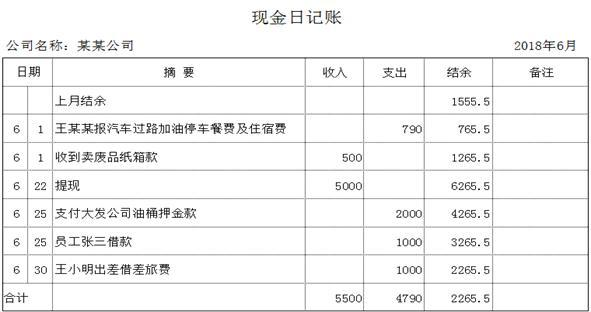 现金日记账
公司名称：某某公司 2018年6月
日期 摘 要 收入 支出 结余 备注
上月结余 1555.5
6 1 王某某报汽车过路加油停车餐费及住宿费 790 765.5
6 1 收到卖废品纸箱款 500 1265.5
6 22 提现 5000 6265.5
6 25 支付大发公司油桶押金款 2000 4265.5
6 25 员工张三借款 1000 3265.5
6 30 王小明出差借差旅费 1000 2265.5
合计 5500 4790 2265.5